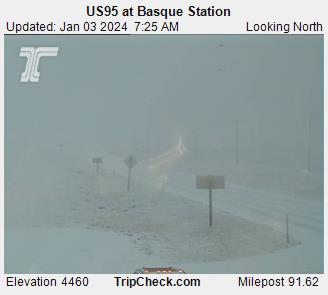 US95 at Basque Station
Updated: Jan 03 2024 7:25 AM Looking North
Elevation 4460 TripCheck.com Milepost 91.62